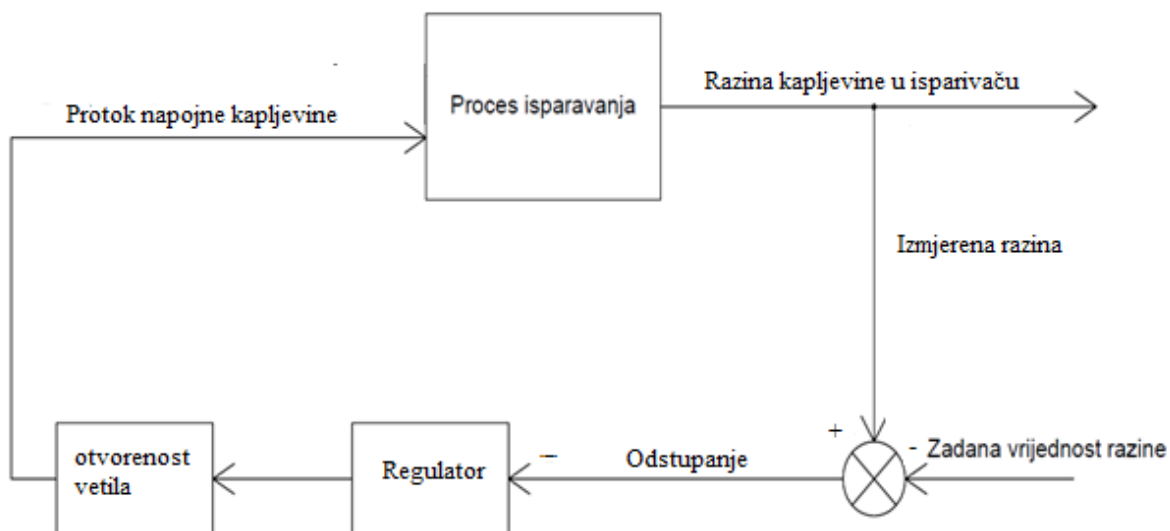 Razina kapljevine u isparivaču
Proces isparavanja
Protok napojne kapljevine
Izmjerena razina
+
- Zadana vrijednost razine
otvorenost
vetila
Regulator
–
Odstupanje